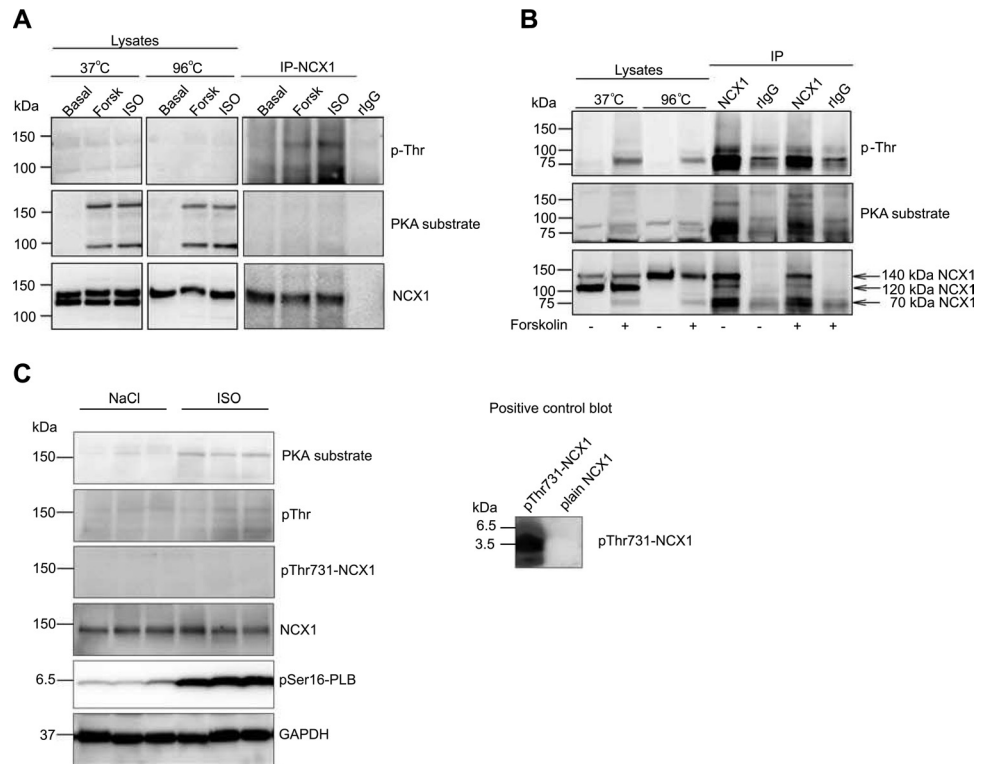 A
Lysates
37°C 96°C IP-NCX1
kDa Basal Forsk ISO Basal Forsk ISO Basal Forsk ISO rIgG
150
100
p-Thr
150
100
PKA substrate
150
100
NCX1
B
IP
Lysates
37°C 96°C NCX1 rIgG NCX1 rIgG
kDa
150
100
75
p-Thr
150
100
75
PKA substrate
150
100
75
140 kDa NCX1
120 kDa NCX1
70 kDa NCX1
Forskolin - + - + - - + +
C
NaCl ISO
kDa
150 PKA substrate
150 pThr
150 pThr731-NCX1
150 NCX1
6.5 pSer16-PLB
37 GAPDH
Positive control blot
pThr731-NCX1 plain NCX1
kDa
6.5
3.5
pThr731-NCX1